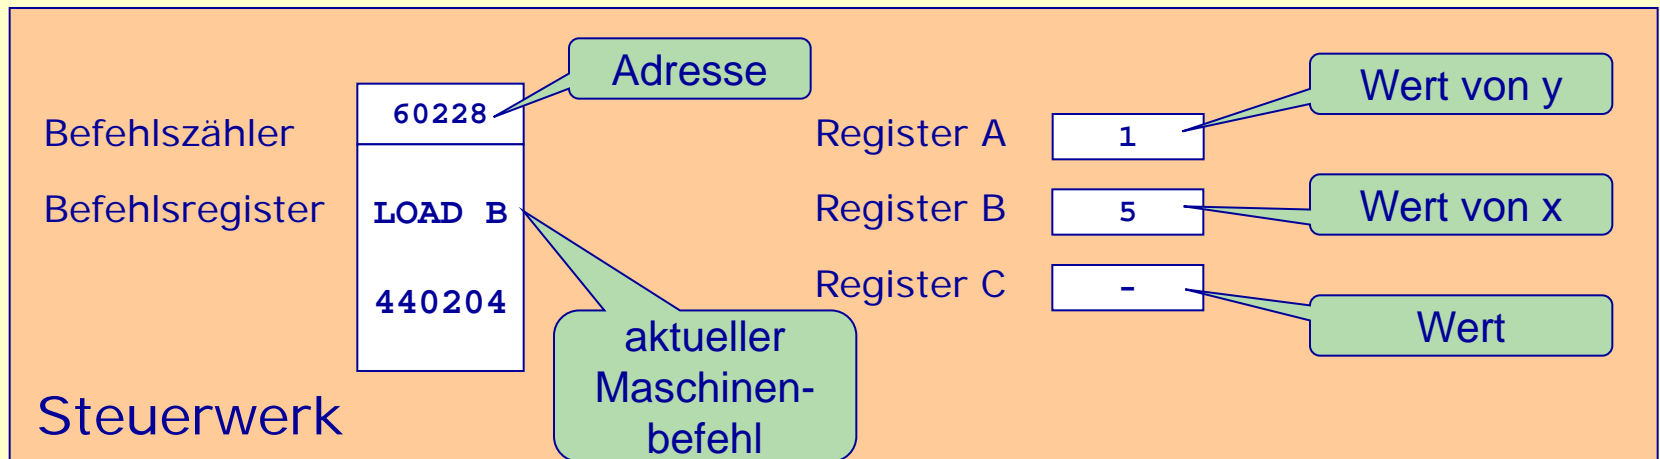 Adresse
Wert von y
60228
Befehlszähler
Register A
1
Befehlsregister
LOAD B
Register B
5
Wert von x
440204
Register C
-
Wert
aktueller
Maschinen-
befehl
Steuerwerk